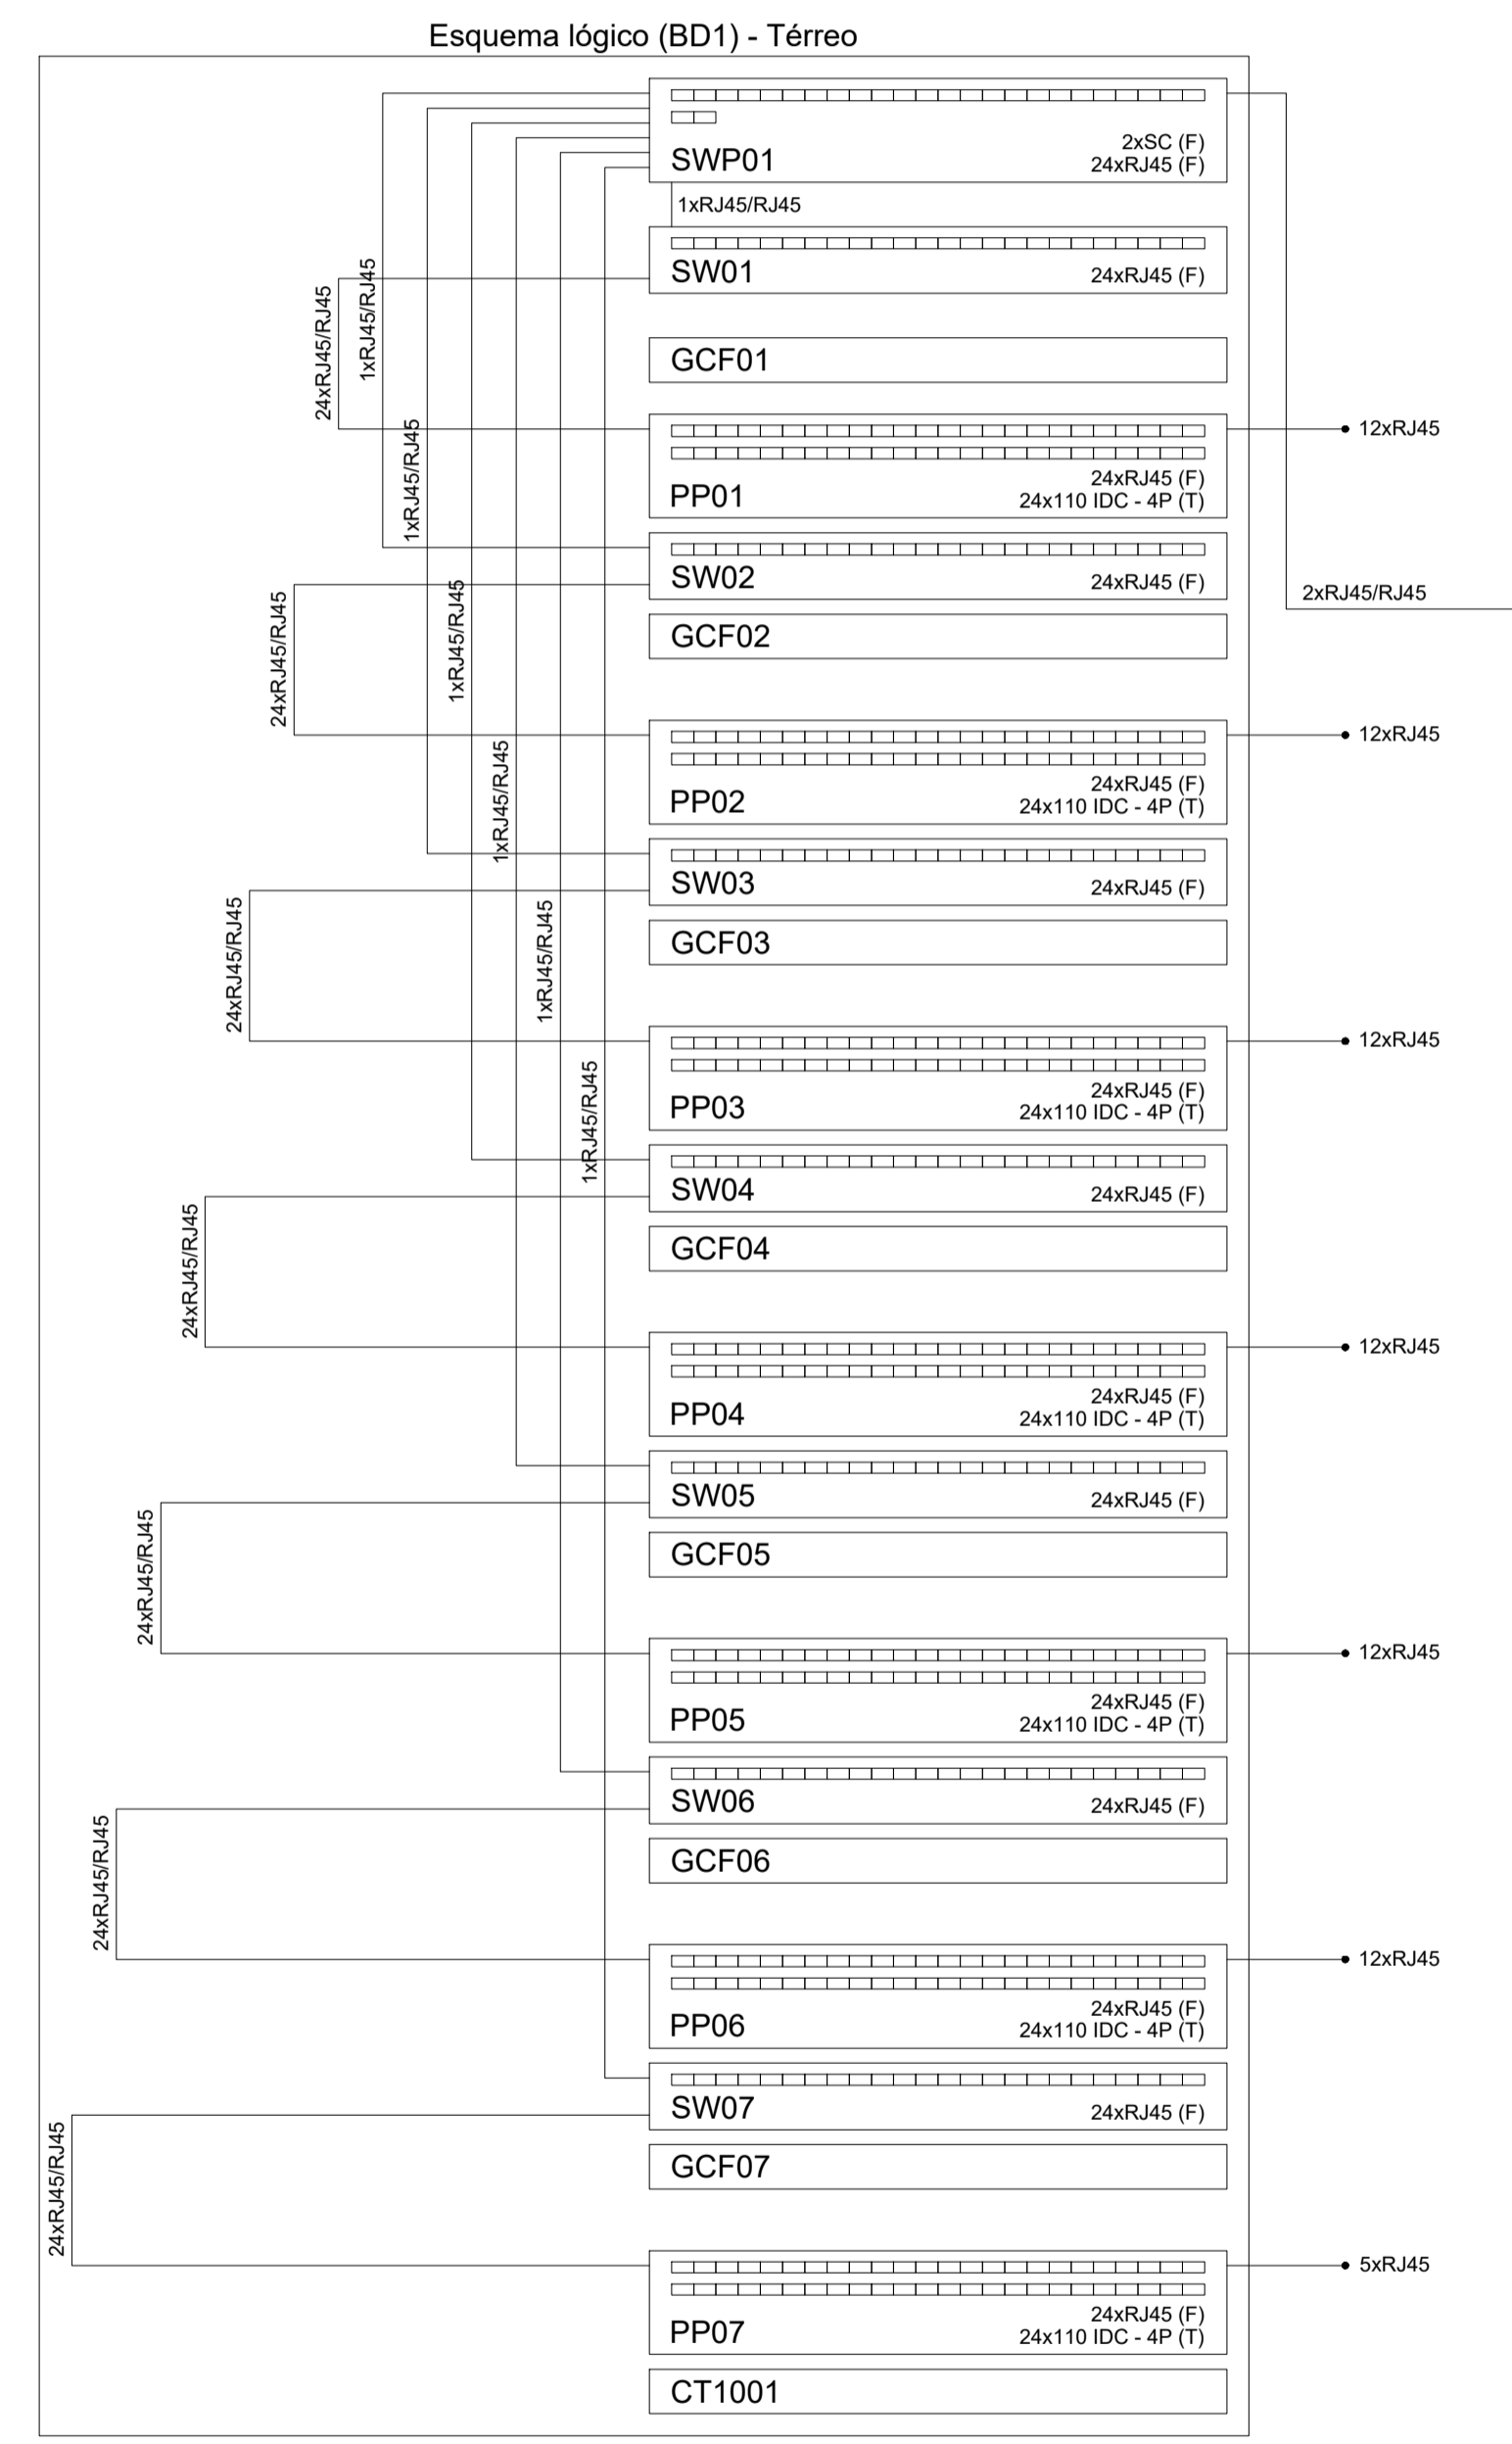 Esquema lógico (BD1) - Térreo
2xSC (F)
SWP01
24xRJ45 (F)
1xRJ45/RJ45
SW01
24xRJ45 (F)
1xRJ45/RJ45
24xRJ45/RJ45
GCF01
12xRJ45
1xRJ45/RJ45
24xRJ45 (F)
PP01
24x110 IDC - 4P (T)
SW02
24xRJ45 (F)
2xRJ45/RJ45
GCF02
1xRJ45/RJ45
24xRJ45/RJ45
12xRJ45
24xRJ45 (F)
PP02
24x110 IDC - 4P (T)
1xRJ45/RJ45
SW03
24xRJ45 (F)
GCF03
1xRJ45/RJ45
24xRJ45/RJ45
12xRJ45
24xRJ45 (F)
PP03
24x110 IDC - 4P (T)
1xRJ45/RJ45
SW04
24xRJ45 (F)
GCF04
24xRJ45/RJ45
12xRJ45
24xRJ45 (F)
PP04
24x110 IDC - 4P (T)
SW05
24xRJ45 (F)
GCF05
24xRJ45/RJ45
12xRJ45
24xRJ45 (F)
PP05
24x110 IDC - 4P (T)
SW06
24xRJ45 (F)
GCF06
24xRJ45/RJ45
12xRJ45
24xRJ45 (F)
PP06
24x110 IDC - 4P (T)
SW07
24xRJ45 (F)
GCF07
24xRJ45/RJ45
5xRJ45
24xRJ45 (F)
PP07
24x110 IDC - 4P (T)
CT1001